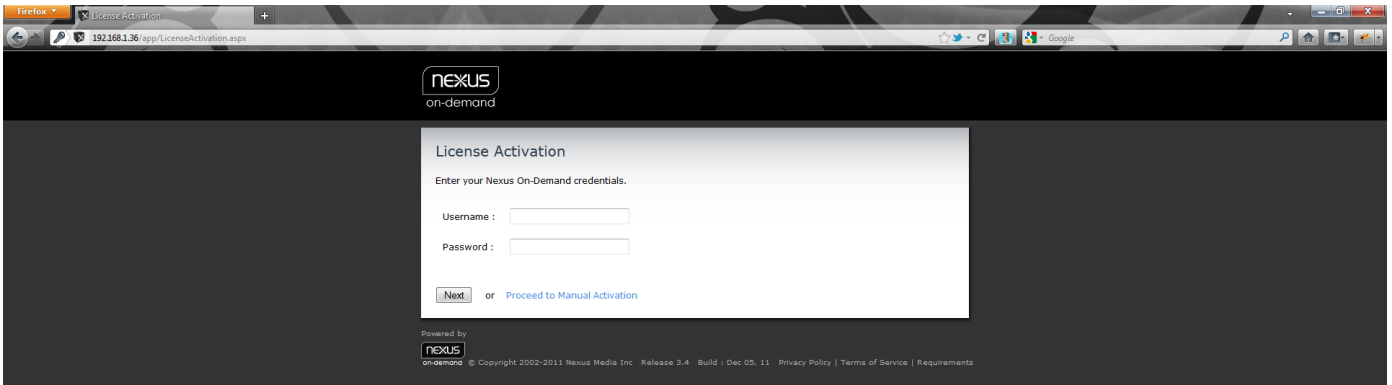 Firefox
License Activation
+
192.168.1.36/app/LicenseActivation.aspx
Google
nexus
on-demand
License Activation
Enter your Nexus On-Demand credentials.
Username :
Password :
Next or Proceed to Manual Activation
Powered by
nexus
on-demand © Copyright 2002-2011 Nexus Media Inc Release 3.4 Build : Dec 05, 11 Privacy Policy | Terms of Service | Requirements